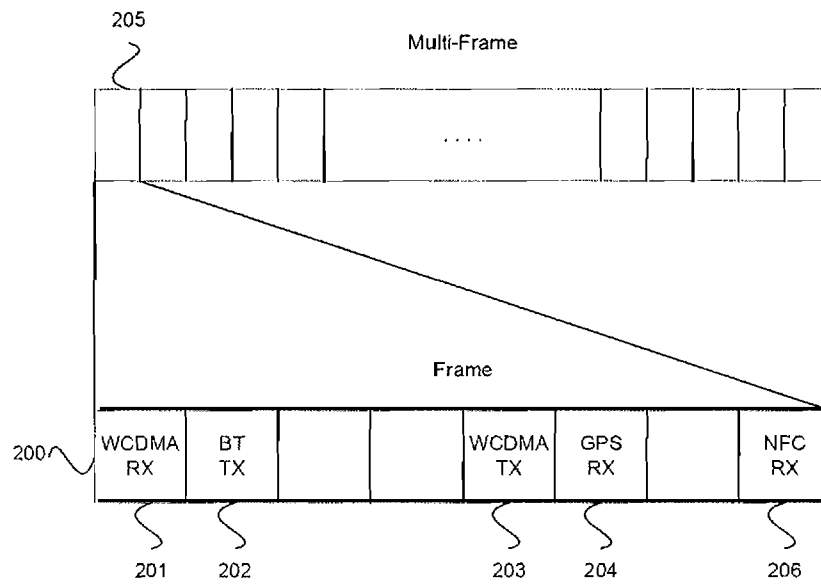 205
Multi-Frame
. . . .
Frame
200
WCDMA RX
BT TX
WCDMA TX
GPS RX
NFC RX
201
202
203
204
206